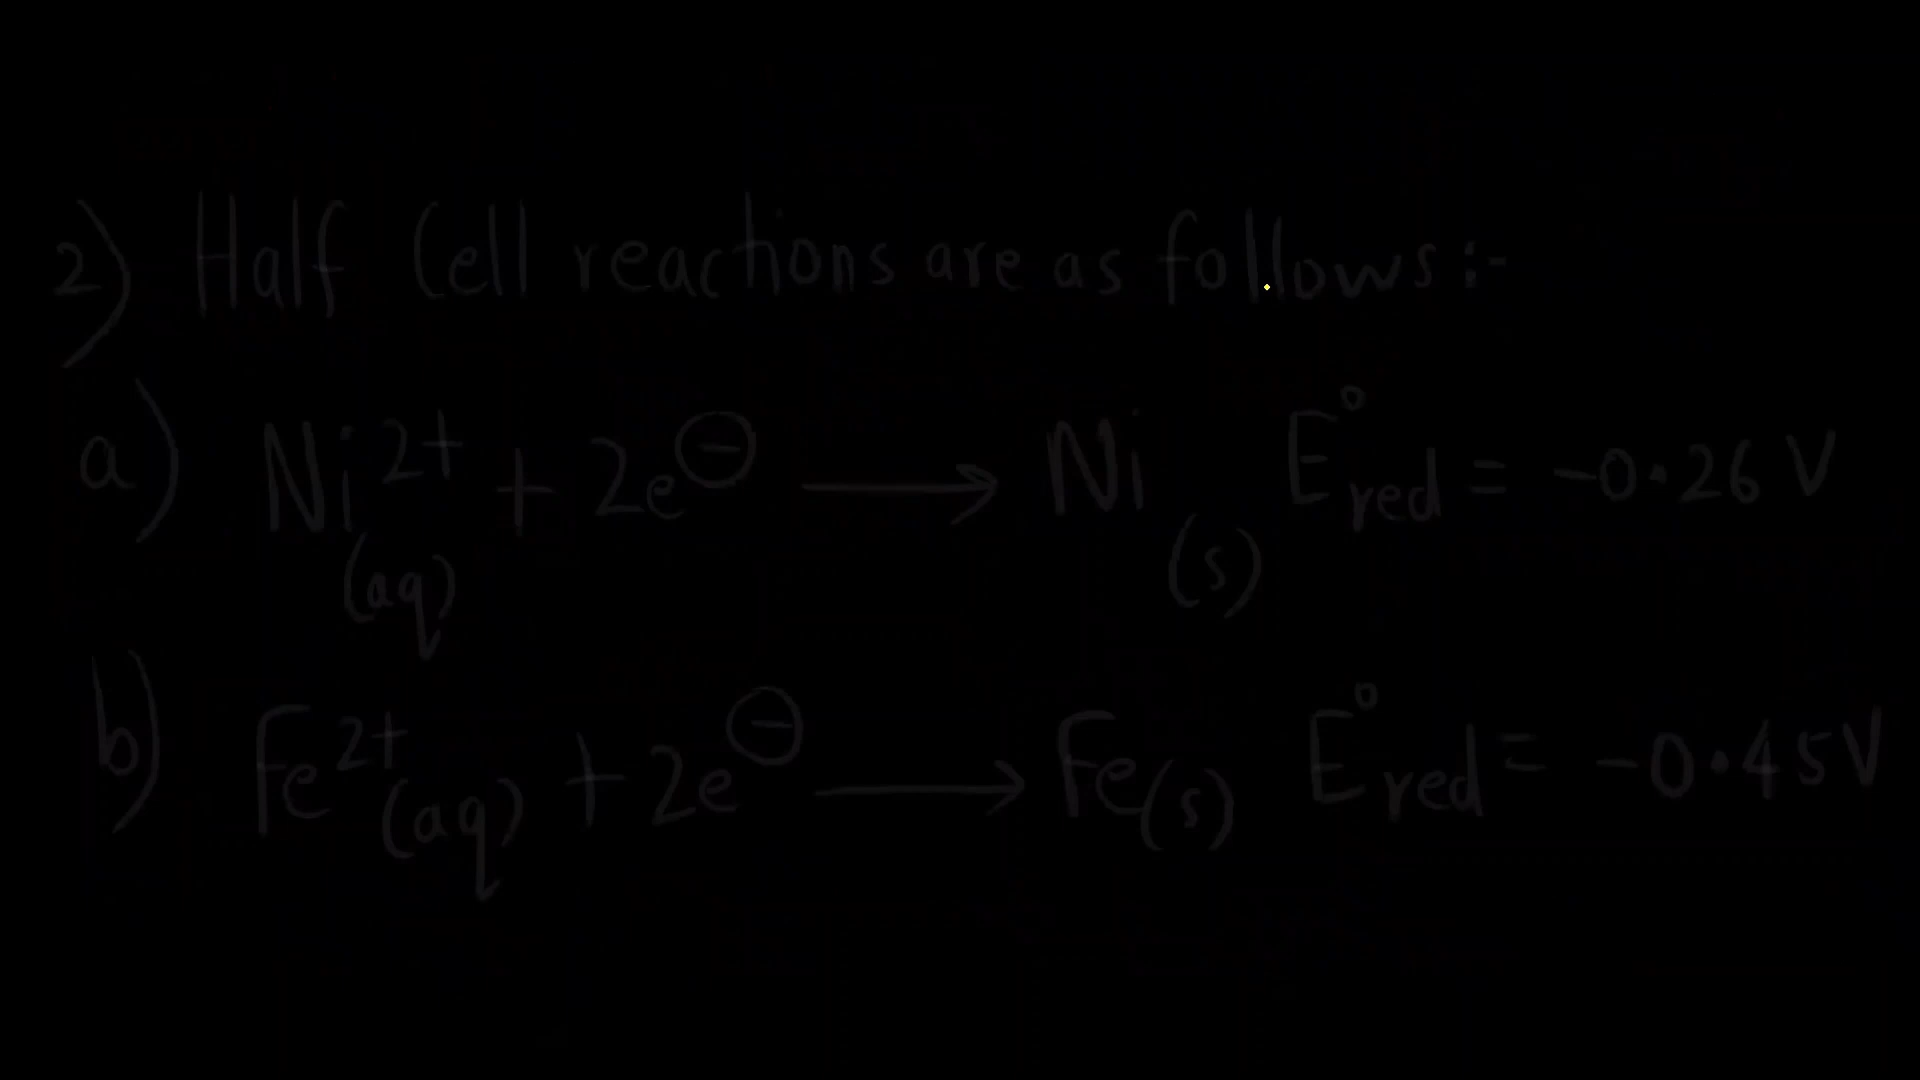 2) Half Cell reactions are as follows :-
a) Ni²⁺(aq) + 2e⊖ ⟶ Ni(s) E°red = -0.26 V
b) Fe²⁺(aq) + 2e⊖ ⟶ Fe(s) E°red = -0.45 V